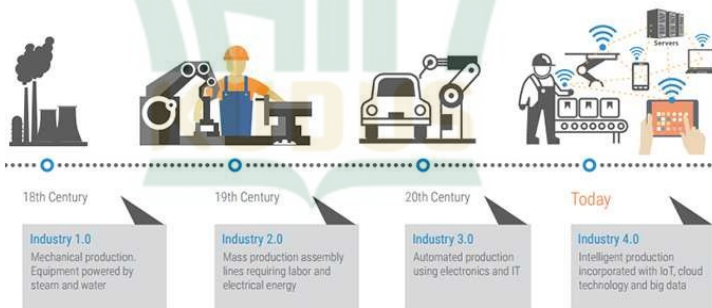 Servers
18th Century
19th Century
20th Century
Today
Industry 1.0
Mechanical production.
Equipment powered by
steam and water
Industry 2.0
Mass production assembly
lines requiring labor and
electrical energy
Industry 3.0
Automated production
using electronics and IT
Industry 4.0
Intelligent production
incorporated with IoT, cloud
technology and big data